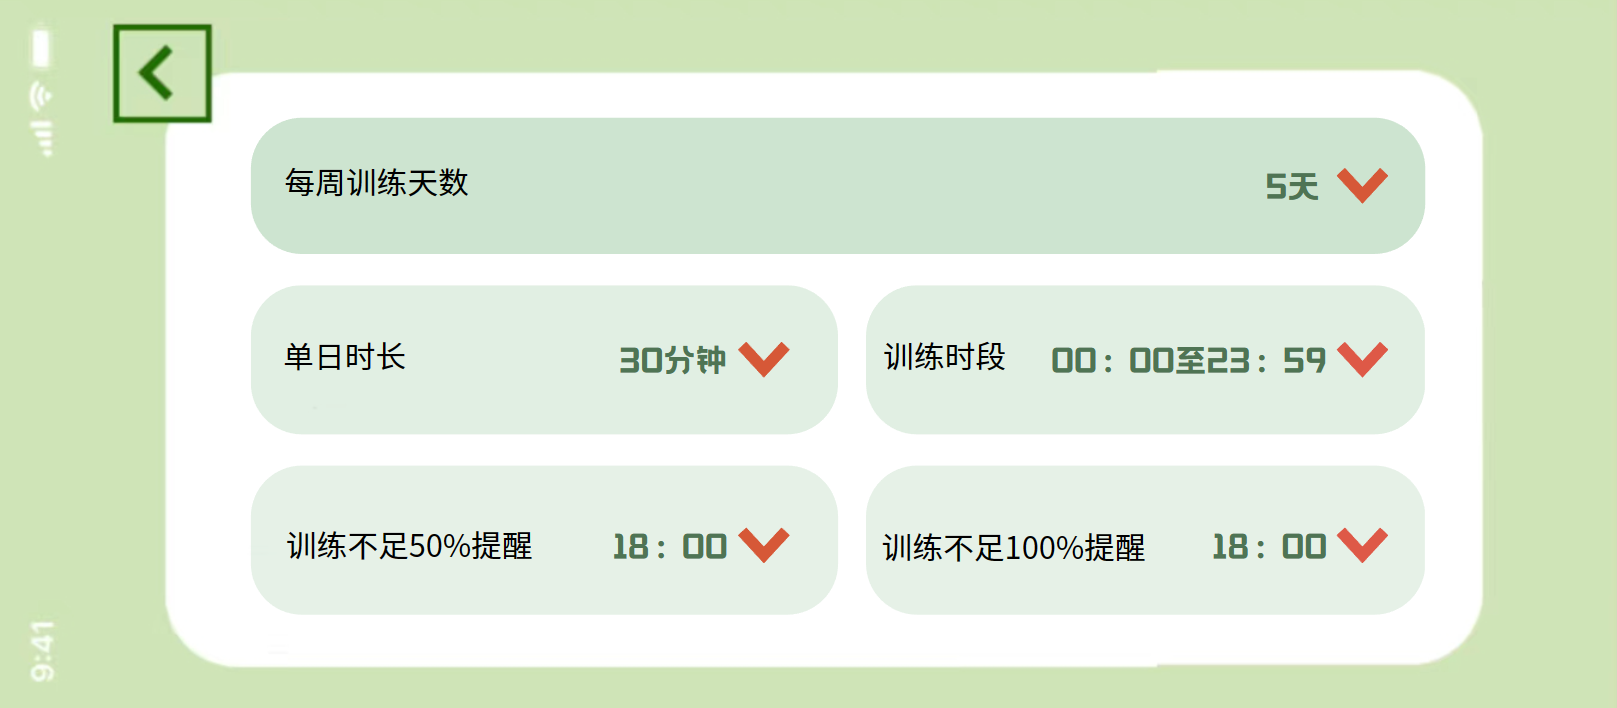 每周训练天数 5天
单日时长 30分钟
训练时段 00：00至23：59
训练不足50%提醒 18：00
训练不足100%提醒 18：00
9:41